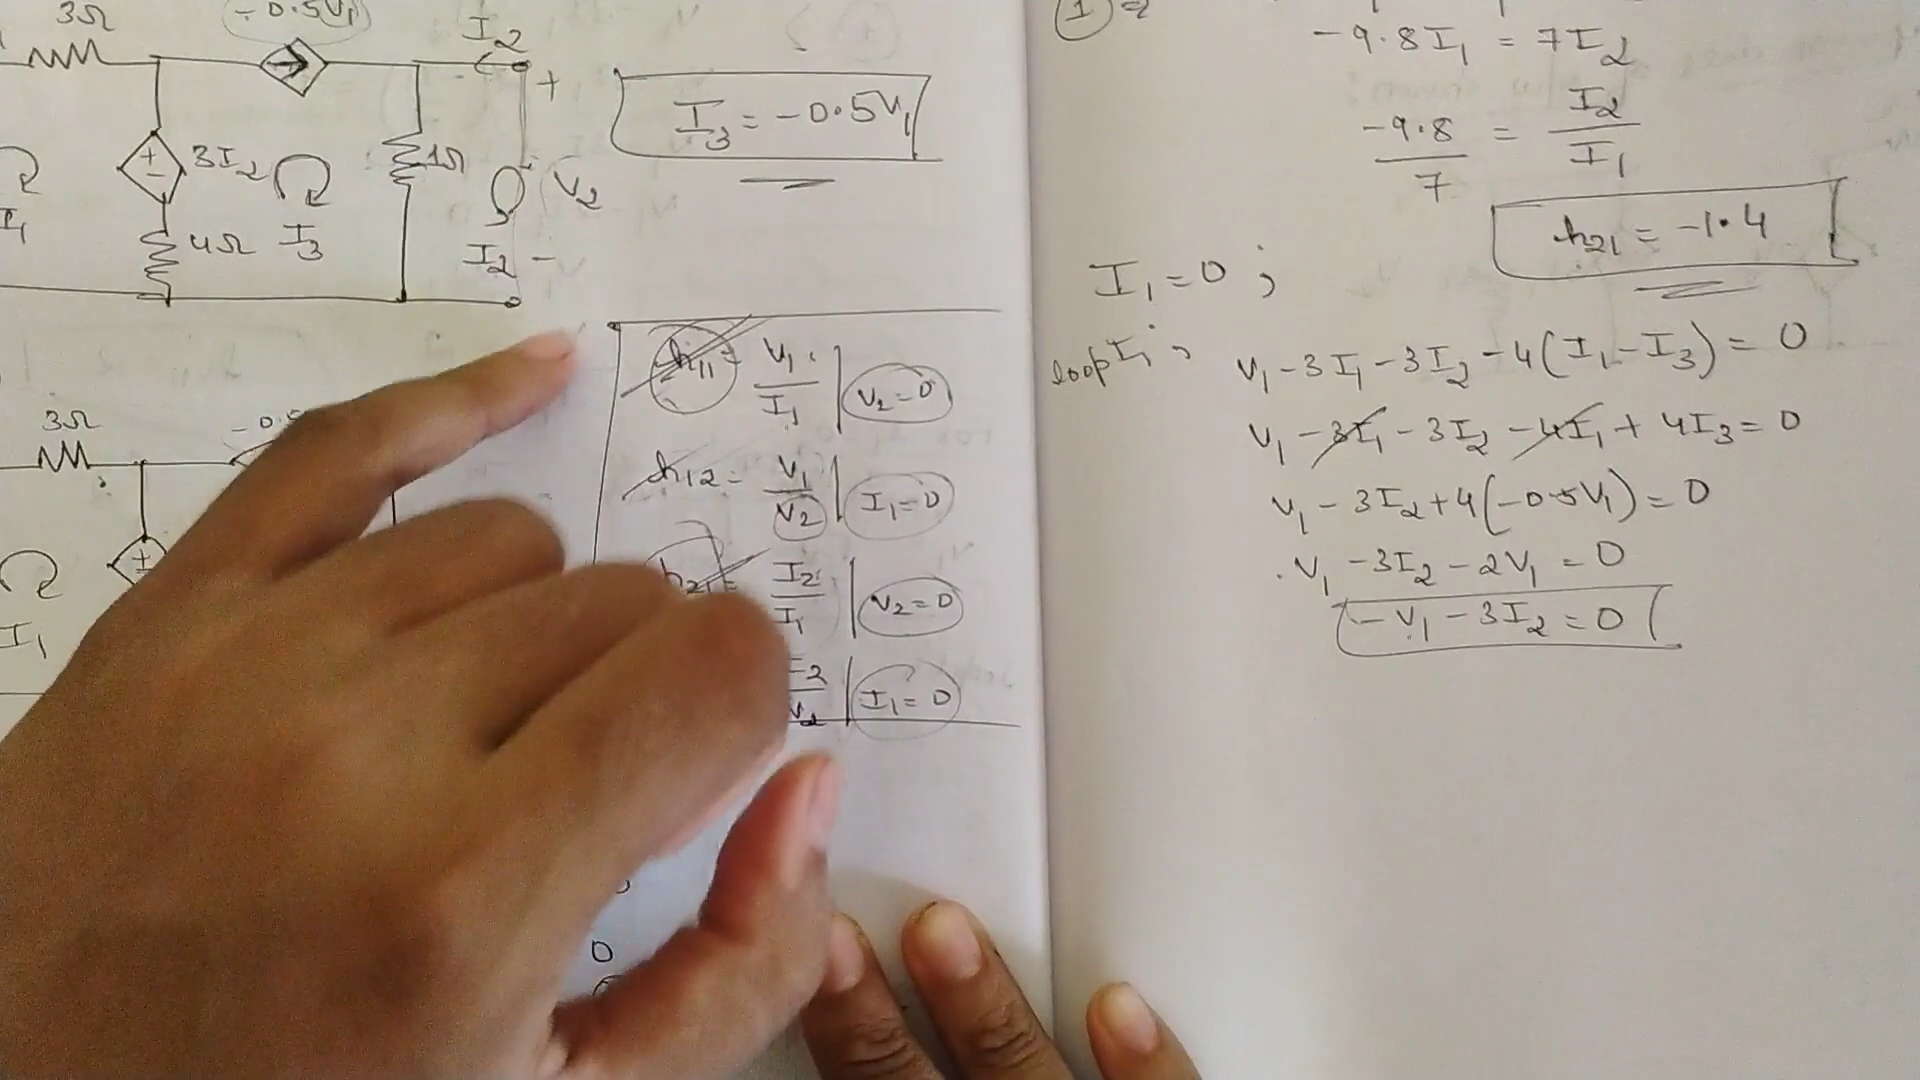 3Ω
-0.5V₁
I₂
+
3I₂
1Ω
V₂
I₁
4Ω
I₃
I₂
-
I₃ = -0.5V₁
3Ω
I₁
h₁₁ = V₁/I₁ | V₂=0
h₁₂ = V₁/V₂ | I₁=0
h₂₁ = I₂/I₁ | V₂=0
I₁=0
0
①⇒
-9.8I₁ = 7I₂
-9.8/7 = I₂/I₁
h₂₁ = -1.4
I₁=0 ;
loop I₁,
V₁ - 3I₁ - 3I₂ - 4(I₁ - I₃) = 0
V₁ - 3I₁ - 3I₂ - 4I₁ + 4I₃ = 0
V₁ - 3I₂ + 4(-0.5V₁) = 0
V₁ - 3I₂ - 2V₁ = 0
-V₁ - 3I₂ = 0